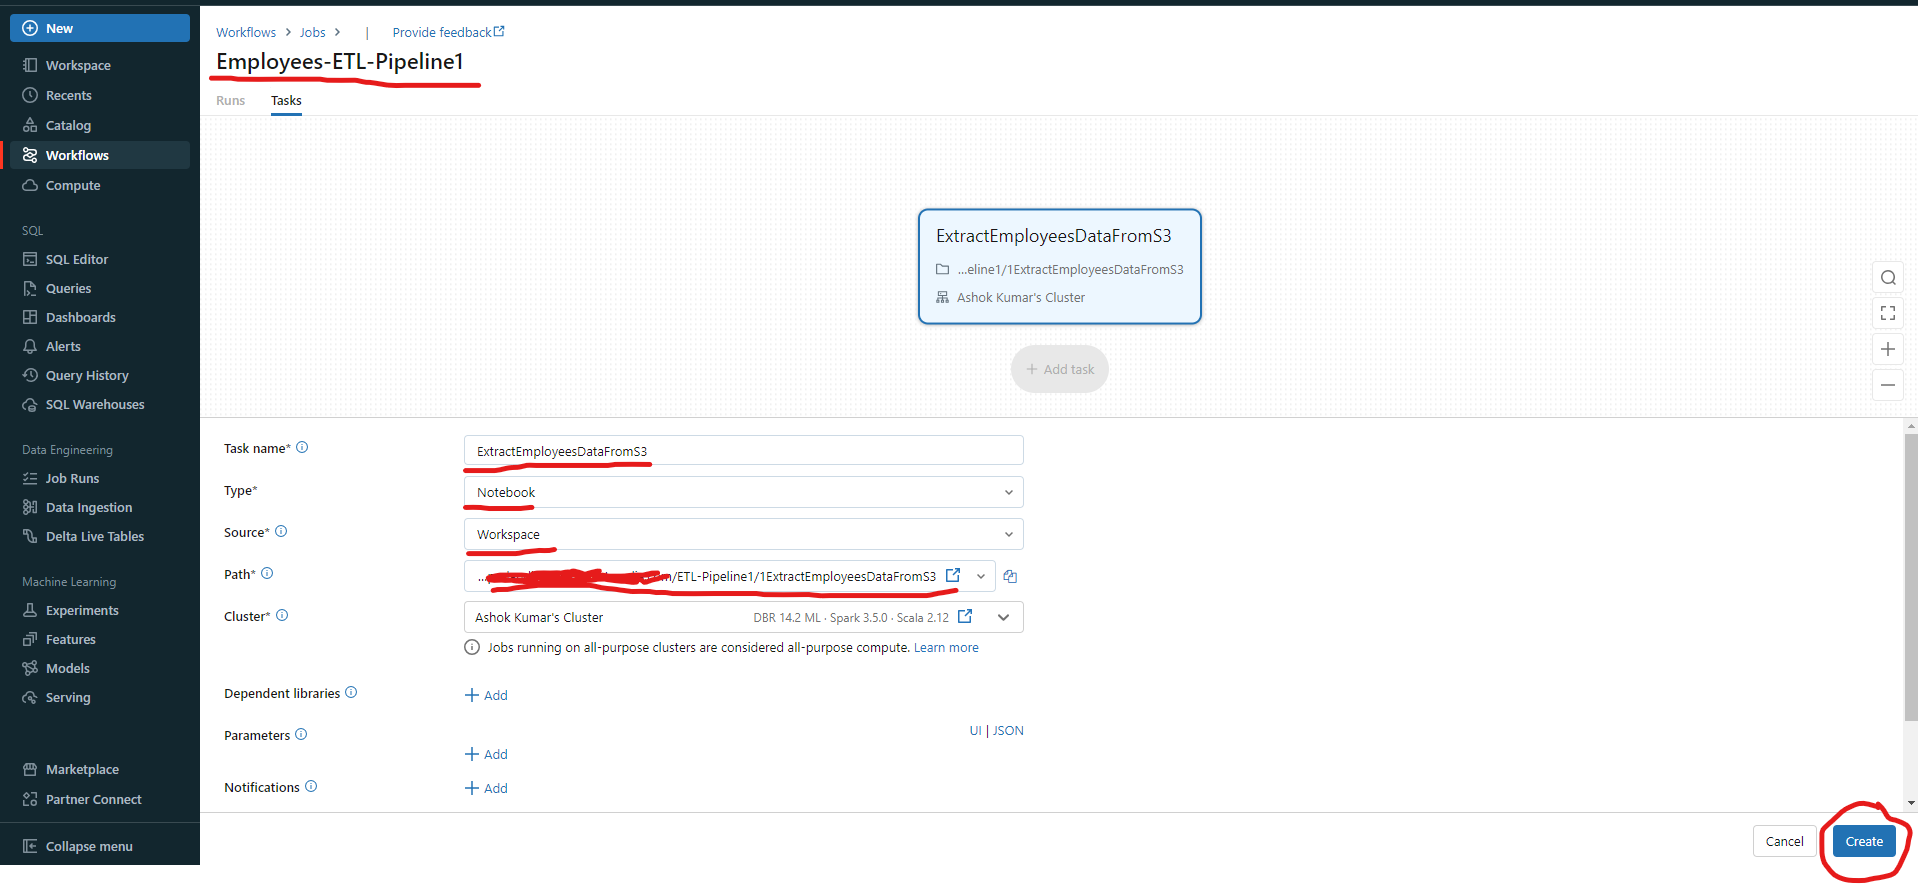 New
Workspace
Recents
Catalog
Workflows
Compute
SQL
SQL Editor
Queries
Dashboards
Alerts
Query History
SQL Warehouses
Data Engineering
Job Runs
Data Ingestion
Delta Live Tables
Machine Learning
Experiments
Features
Models
Serving
Marketplace
Partner Connect
Collapse menu
Workflows > Jobs > | Provide feedback
Employees-ETL-Pipeline1
Runs Tasks
ExtractEmployeesDataFromS3
...eline1/1ExtractEmployeesDataFromS3
Ashok Kumar's Cluster
+ Add task
Task name* ExtractEmployeesDataFromS3
Type* Notebook
Source* Workspace
Path* /ETL-Pipeline1/1ExtractEmployeesDataFromS3
Cluster* Ashok Kumar's Cluster DBR 14.2 ML · Spark 3.5.0 · Scala 2.12
Jobs running on all-purpose clusters are considered all-purpose compute. Learn more
Dependent libraries + Add
Parameters UI | JSON
+ Add
Notifications + Add
Cancel Create